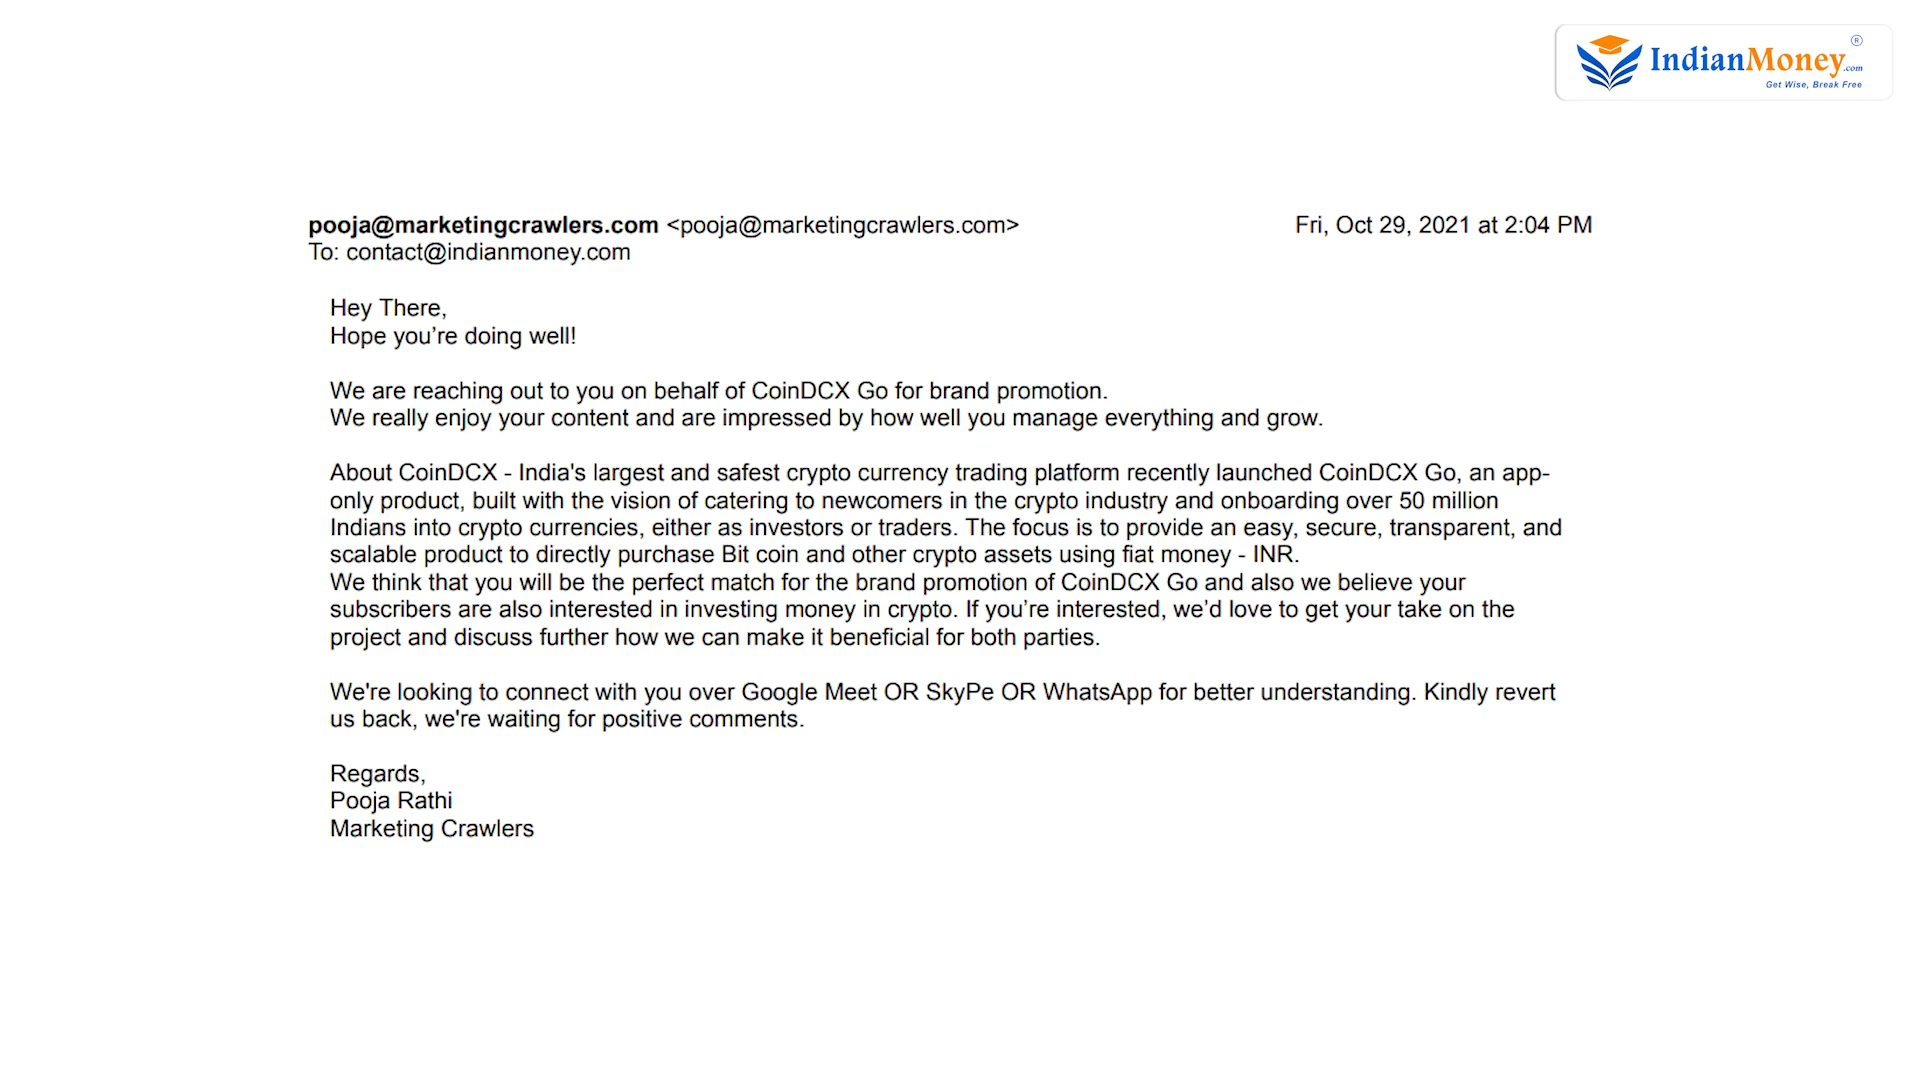 IndianMoney.com ®
Get Wise, Break Free
pooja@marketingcrawlers.com <pooja@marketingcrawlers.com> Fri, Oct 29, 2021 at 2:04 PM
To: contact@indianmoney.com
Hey There,
Hope you’re doing well!
We are reaching out to you on behalf of CoinDCX Go for brand promotion.
We really enjoy your content and are impressed by how well you manage everything and grow.
About CoinDCX - India's largest and safest crypto currency trading platform recently launched CoinDCX Go, an app-
only product, built with the vision of catering to newcomers in the crypto industry and onboarding over 50 million
Indians into crypto currencies, either as investors or traders. The focus is to provide an easy, secure, transparent, and
scalable product to directly purchase Bit coin and other crypto assets using fiat money - INR.
We think that you will be the perfect match for the brand promotion of CoinDCX Go and also we believe your
subscribers are also interested in investing money in crypto. If you’re interested, we’d love to get your take on the
project and discuss further how we can make it beneficial for both parties.
We're looking to connect with you over Google Meet OR SkyPe OR WhatsApp for better understanding. Kindly revert
us back, we're waiting for positive comments.
Regards,
Pooja Rathi
Marketing Crawlers